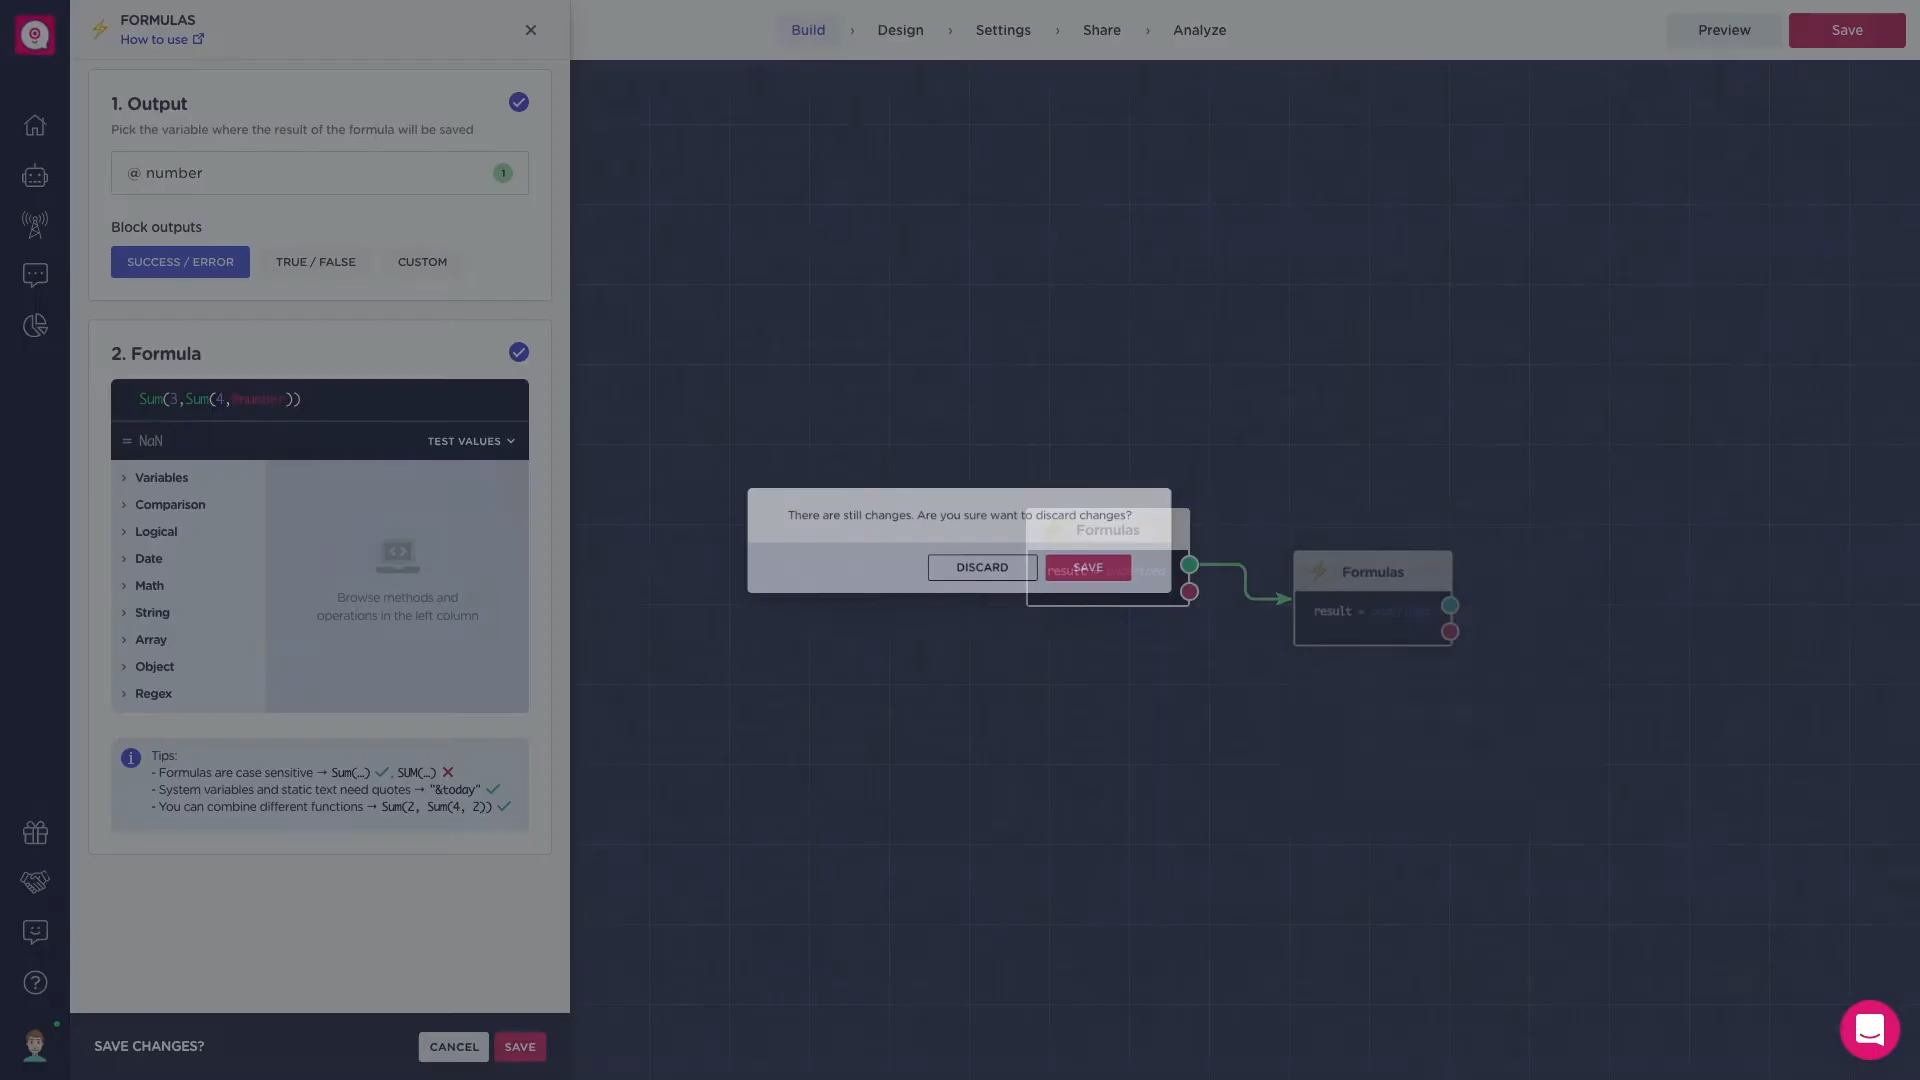 FORMULAS
How to use
Build
Design
Settings
Share
Analyze
Preview
Save
1. Output
Pick the variable where the result of the formula will be saved
@ number
1
Block outputs
SUCCESS / ERROR
TRUE / FALSE
CUSTOM
2. Formula
Sum(3,Sum(4,@number))
= NaN
TEST VALUES
Variables
Comparison
Logical
Date
Math
String
Array
Object
Regex
Browse methods and
operations in the left column
Tips:
- Formulas are case sensitive → Sum(…) ✓, SUM(…) ✗
- System variables and static text need quotes → "&today" ✓
- You can combine different functions → Sum(2, Sum(4, 2)) ✓
SAVE CHANGES?
CANCEL
SAVE
There are still changes. Are you sure want to discard changes?
DISCARD
SAVE
Formulas
result
Formulas
result =